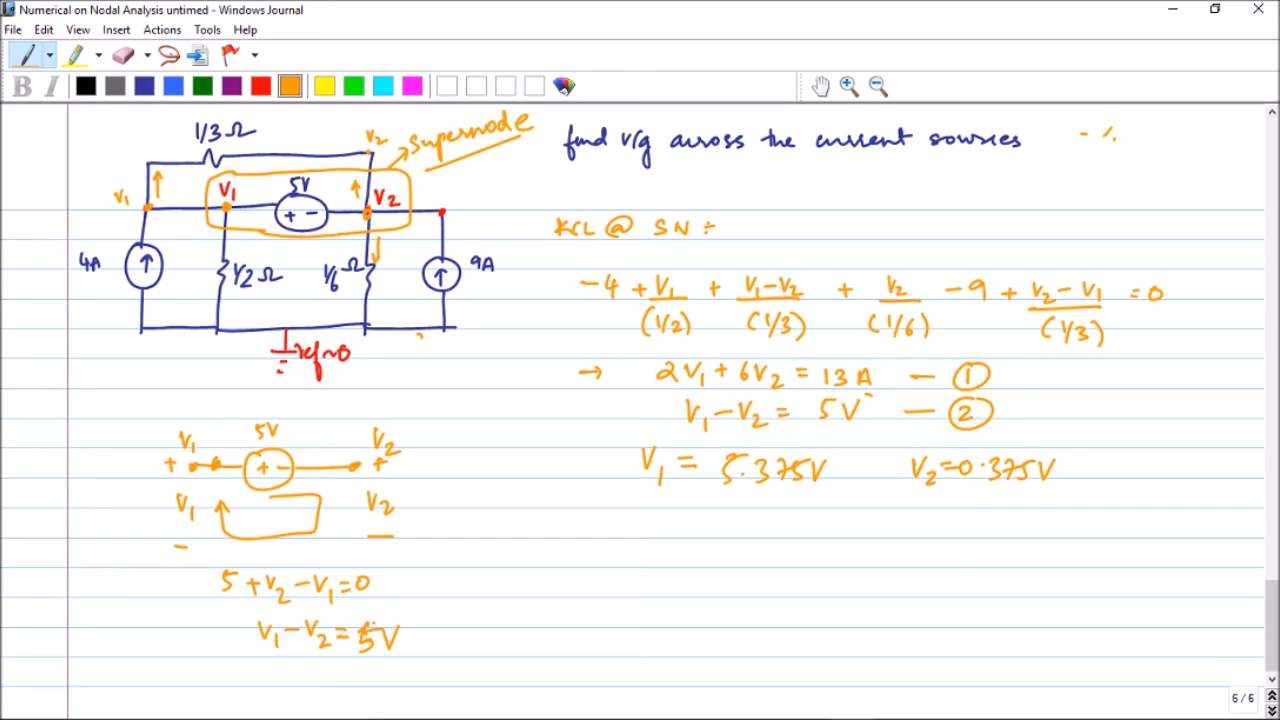 Numerical on Nodal Analysis untimed - Windows Journal
File Edit View Insert Actions Tools Help
B I
1/3 Ω
V2
Supernode
find v/g across the current sources - %
V1
V1
5V
V2
+ -
KCL @ SN ÷
4A
1/2 Ω
1/6 Ω
9A
-4 + V1/(1/2) + V1-V2/(1/3) + V2/(1/6) -9 + V2-V1/(1/3) = 0
ref~0
→ 2V1 + 6V2 = 13 A — ①
V1 - V2 = 5V — ②
V1 = 5.375V V2=0.375V
V1 5V V2
+ + - +
V1 V2
- —
5 + V2 - V1 = 0
V1 - V2 = 5V
6 / 6